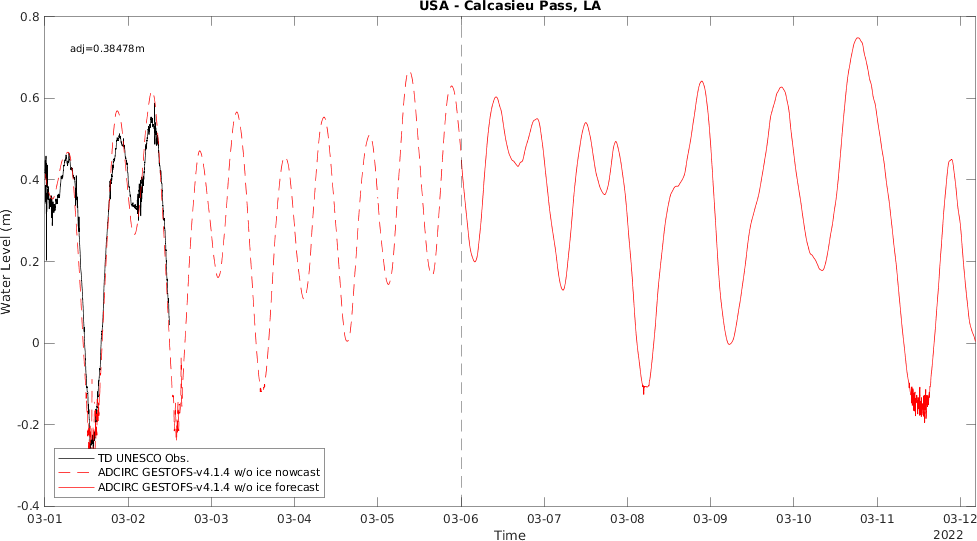 USA - Calcasieu Pass, LA
adj=0.38478m
0.8
0.6
0.4
0.2
0
-0.2
-0.4
Water Level (m)
TD UNESCO Obs.
ADCIRC GESTOFS-v4.1.4 w/o ice nowcast
ADCIRC GESTOFS-v4.1.4 w/o ice forecast
03-01 03-02 03-03 03-04 03-05 03-06 03-07 03-08 03-09 03-10 03-11 03-12
2022
Time